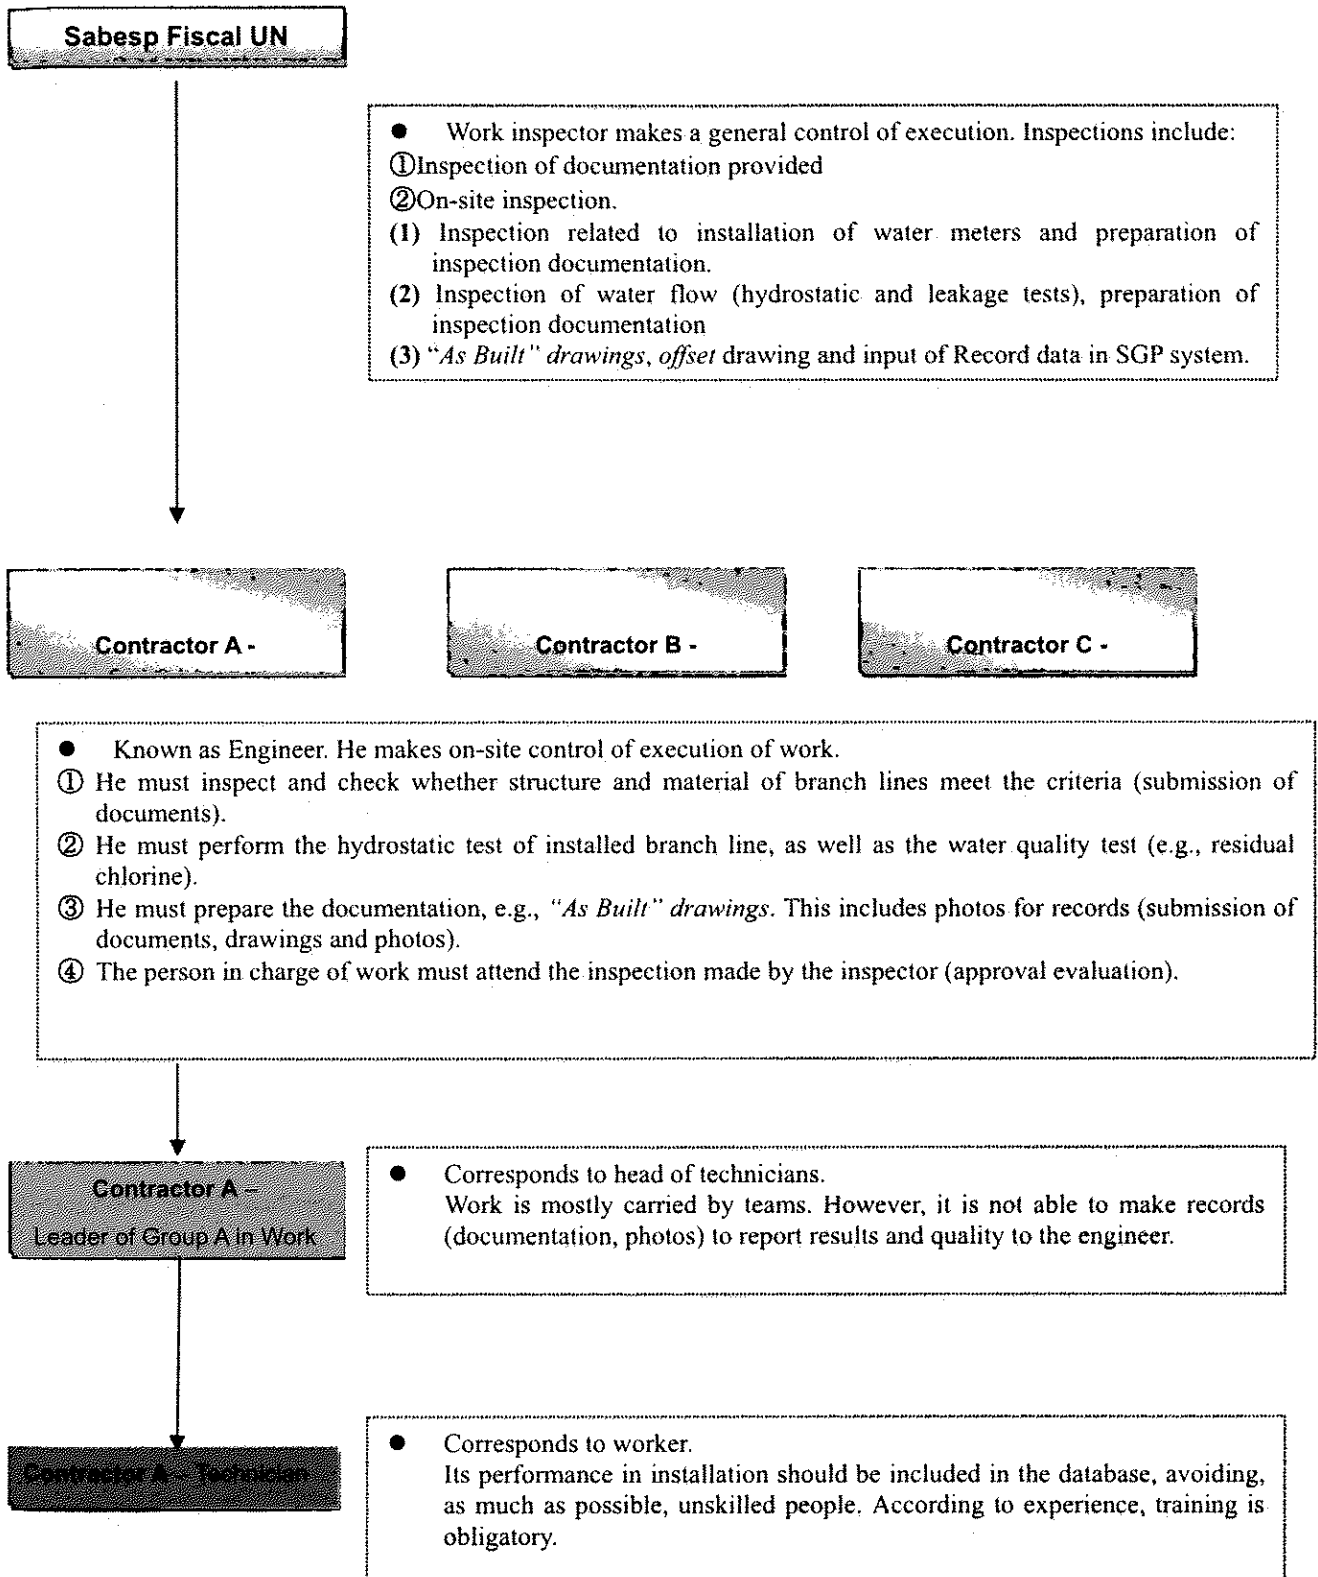 Sabesp Fiscal UN
● Work inspector makes a general control of execution. Inspections include:
①Inspection of documentation provided
②On-site inspection.
(1) Inspection related to installation of water meters and preparation of
inspection documentation.
(2) Inspection of water flow (hydrostatic and leakage tests), preparation of
inspection documentation
(3) "As Built" drawings, offset drawing and input of Record data in SGP system.
Contractor A -
Contractor B -
Contractor C -
● Known as Engineer. He makes on-site control of execution of work.
① He must inspect and check whether structure and material of branch lines meet the criteria (submission of
documents).
② He must perform the hydrostatic test of installed branch line, as well as the water quality test (e.g., residual
chlorine).
③ He must prepare the documentation, e.g., "As Built" drawings. This includes photos for records (submission of
documents, drawings and photos).
④ The person in charge of work must attend the inspection made by the inspector (approval evaluation).
Contractor A –
Leader of Group A in Work
● Corresponds to head of technicians.
Work is mostly carried by teams. However, it is not able to make records
(documentation, photos) to report results and quality to the engineer.
Contractor A – Technician
● Corresponds to worker.
Its performance in installation should be included in the database, avoiding,
as much as possible, unskilled people. According to experience, training is
obligatory.